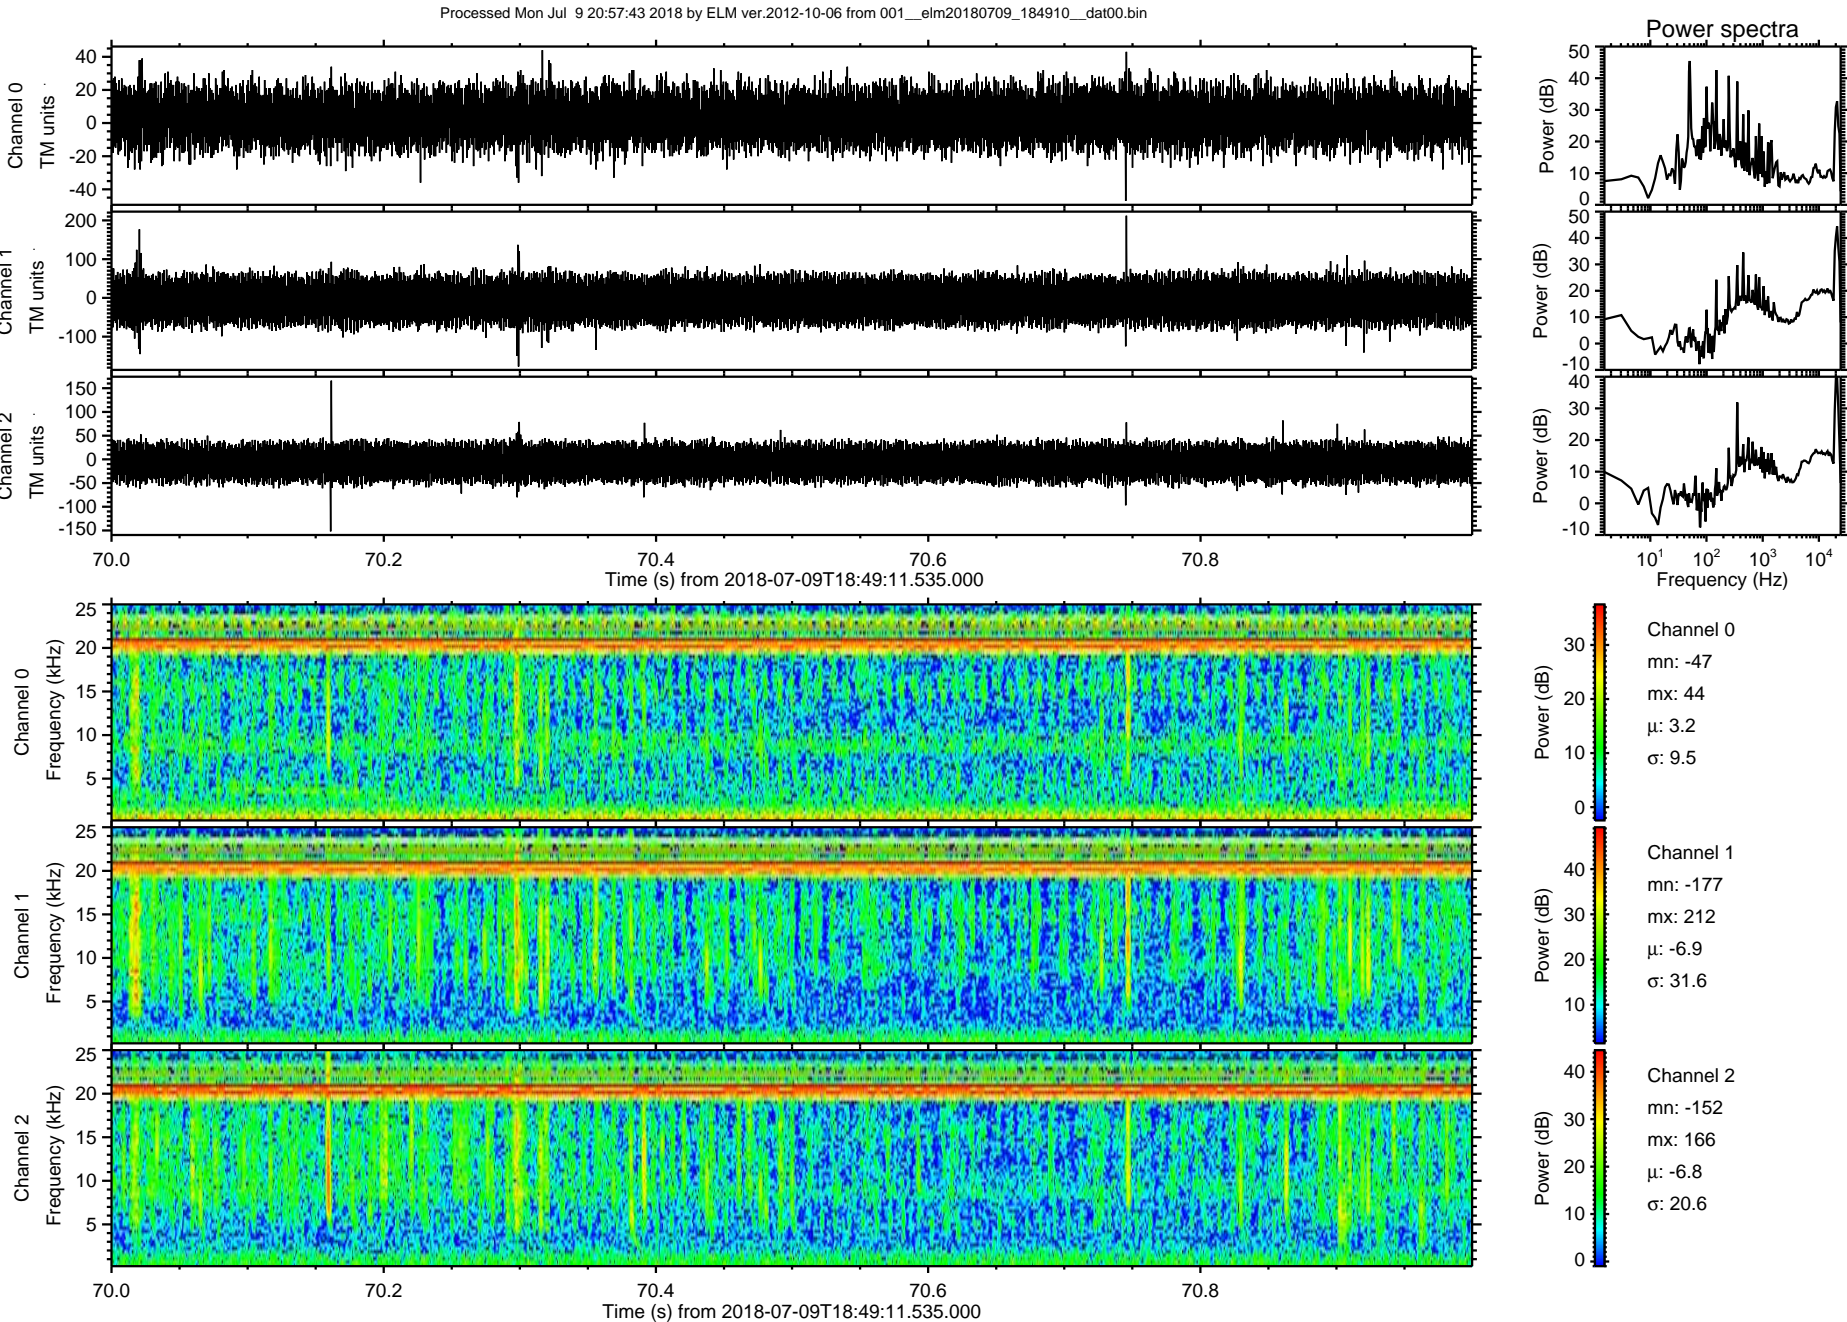 Processed Mon Jul  9 20:57:43 2018 by ELM ver.2012-10-06 from 001__elm20180709_184910__dat00.bin
Power spectra
Channel 0
TM units
40
20
0
-20
-40
Power (dB)
50
40
30
20
10
0
Channel 1
TM units
200
100
0
-100
Power (dB)
50
40
30
20
10
0
-10
Channel 2
TM units
150
100
50
0
-50
-100
-150
Power (dB)
40
30
20
10
0
-10
70.0 70.2 70.4 70.6 70.8
Time (s) from 2018-07-09T18:49:11.535.000
10¹ 10² 10³ 10⁴
Frequency (Hz)
Channel 0
Frequency (kHz)
25
20
15
10
5
Power (dB)
30
20
10
0
Channel 0
mn: -47
mx: 44
μ: 3.2
σ: 9.5
Channel 1
Frequency (kHz)
25
20
15
10
5
Power (dB)
40
30
20
10
Channel 1
mn: -177
mx: 212
μ: -6.9
σ: 31.6
Channel 2
Frequency (kHz)
25
20
15
10
5
Power (dB)
40
30
20
10
0
Channel 2
mn: -152
mx: 166
μ: -6.8
σ: 20.6
70.0 70.2 70.4 70.6 70.8
Time (s) from 2018-07-09T18:49:11.535.000